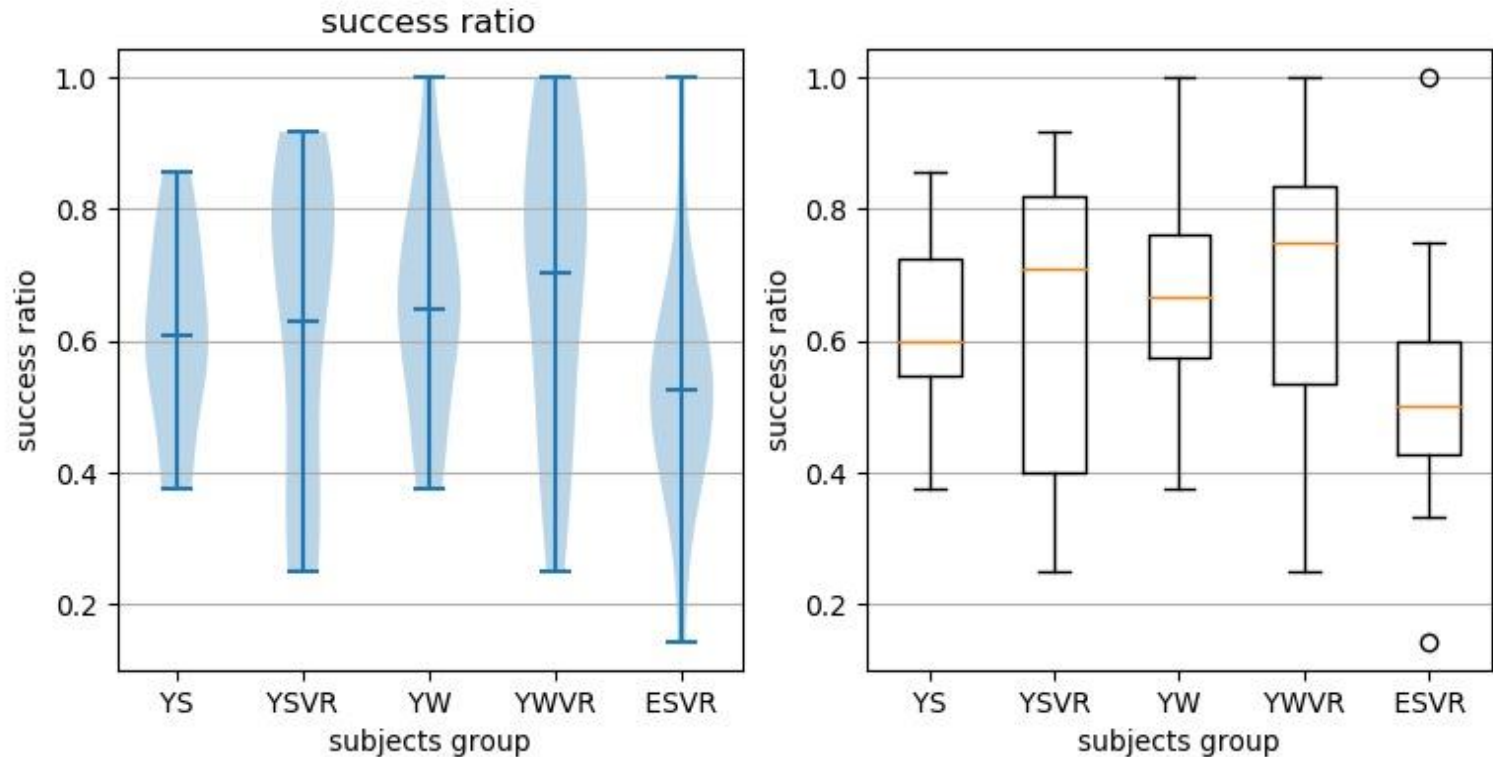 success ratio
success ratio
1.0
0.8
0.6
0.4
0.2
YS YSVR YW YWVR ESVR
subjects group
success ratio
1.0
0.8
0.6
0.4
0.2
YS YSVR YW YWVR ESVR
subjects group